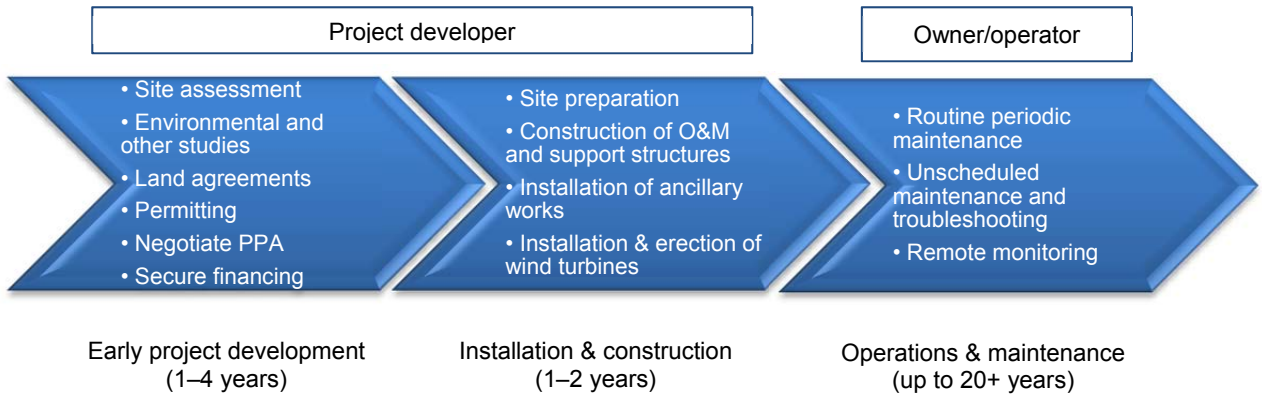 Project developer
Owner/operator
• Site assessment
• Environmental and
other studies
• Land agreements
• Permitting
• Negotiate PPA
• Secure financing
• Site preparation
• Construction of O&M
and support structures
• Installation of ancillary
works
• Installation & erection of
wind turbines
• Routine periodic
maintenance
• Unscheduled
maintenance and
troubleshooting
• Remote monitoring
Early project development
(1–4 years)
Installation & construction
(1–2 years)
Operations & maintenance
(up to 20+ years)